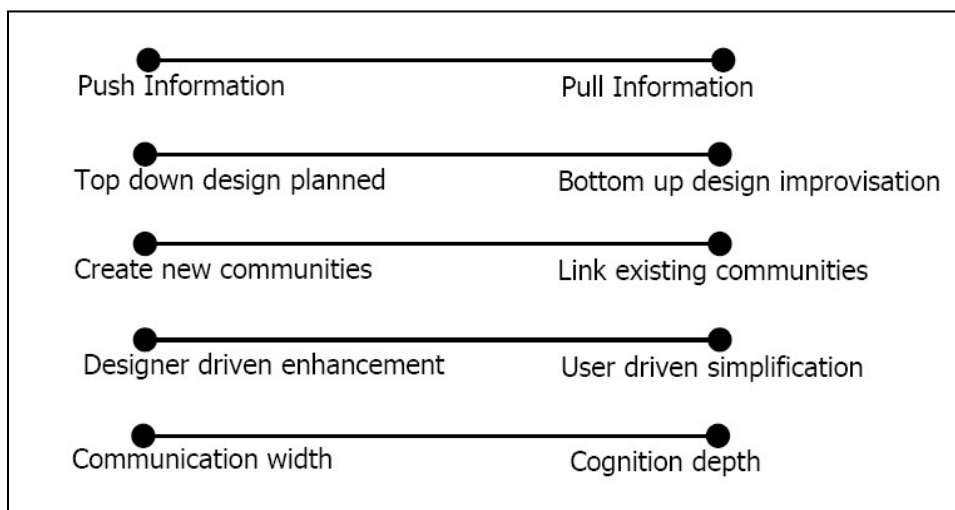 Push Information
Pull Information
Top down design planned
Bottom up design improvisation
Create new communities
Link existing communities
Designer driven enhancement
User driven simplification
Communication width
Cognition depth